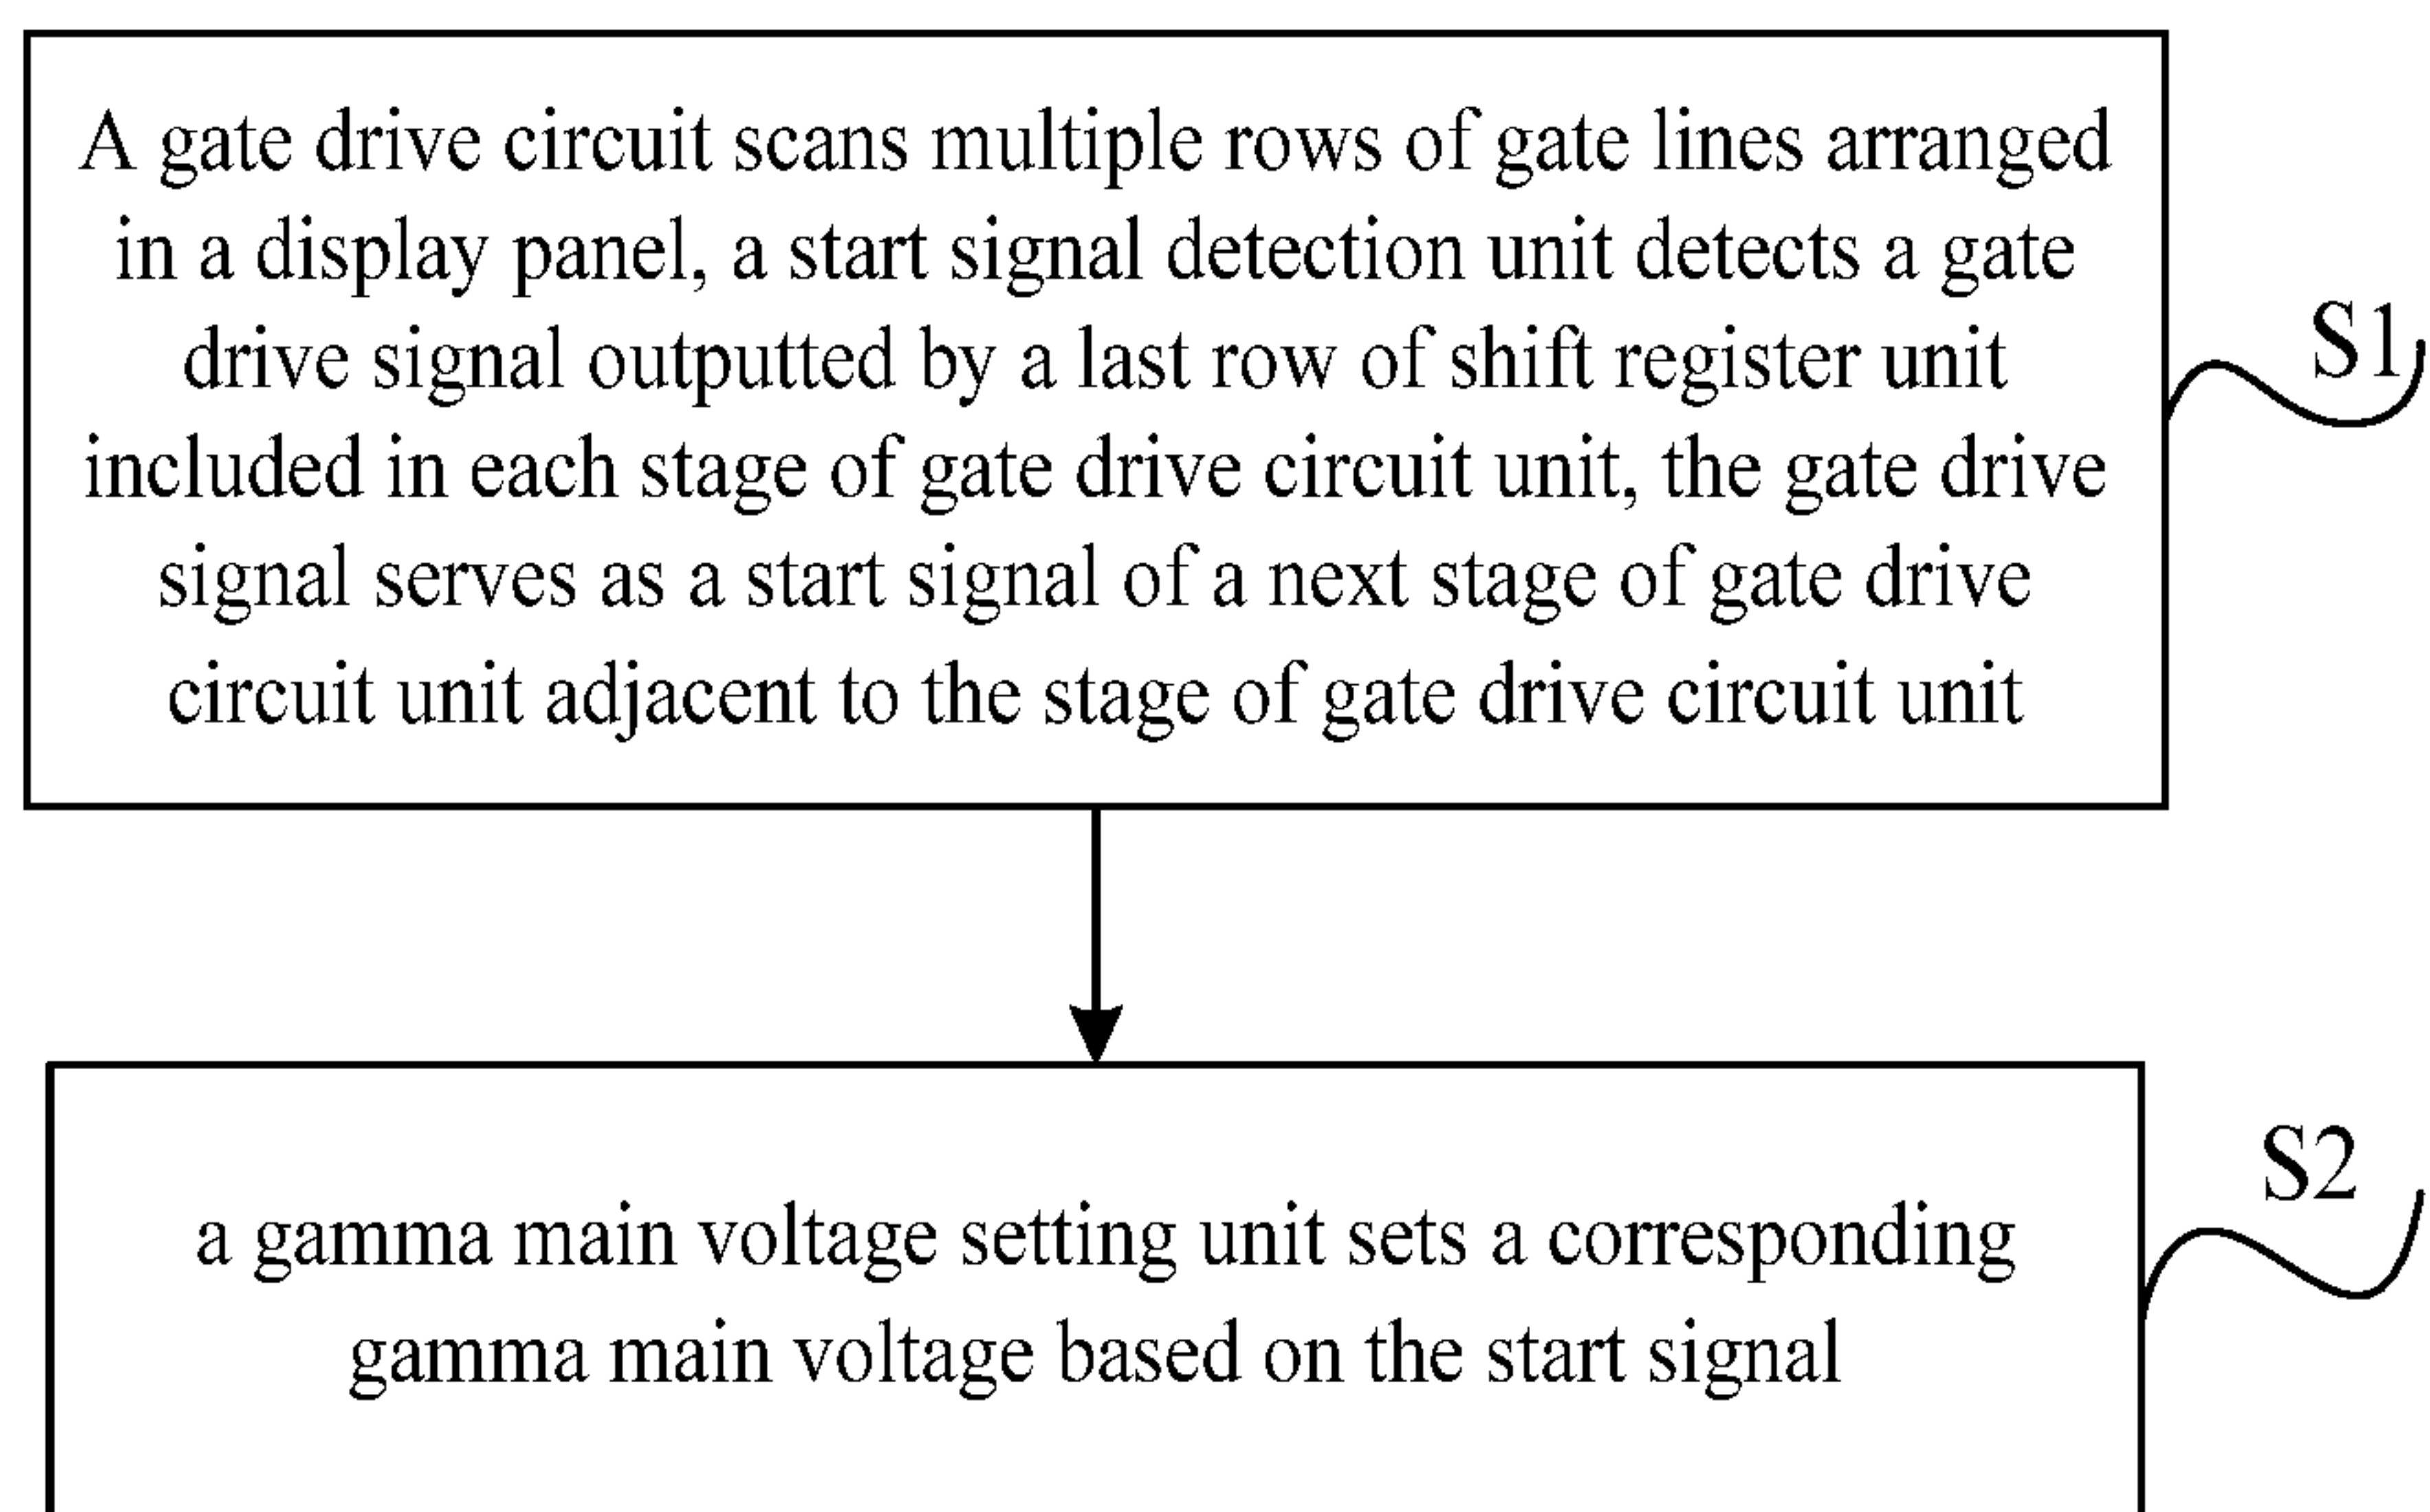 A gate drive circuit scans multiple rows of gate lines arranged
in a display panel, a start signal detection unit detects a gate
drive signal outputted by a last row of shift register unit
included in each stage of gate drive circuit unit, the gate drive
signal serves as a start signal of a next stage of gate drive
circuit unit adjacent to the stage of gate drive circuit unit
S1
S2
a gamma main voltage setting unit sets a corresponding
gamma main voltage based on the start signal